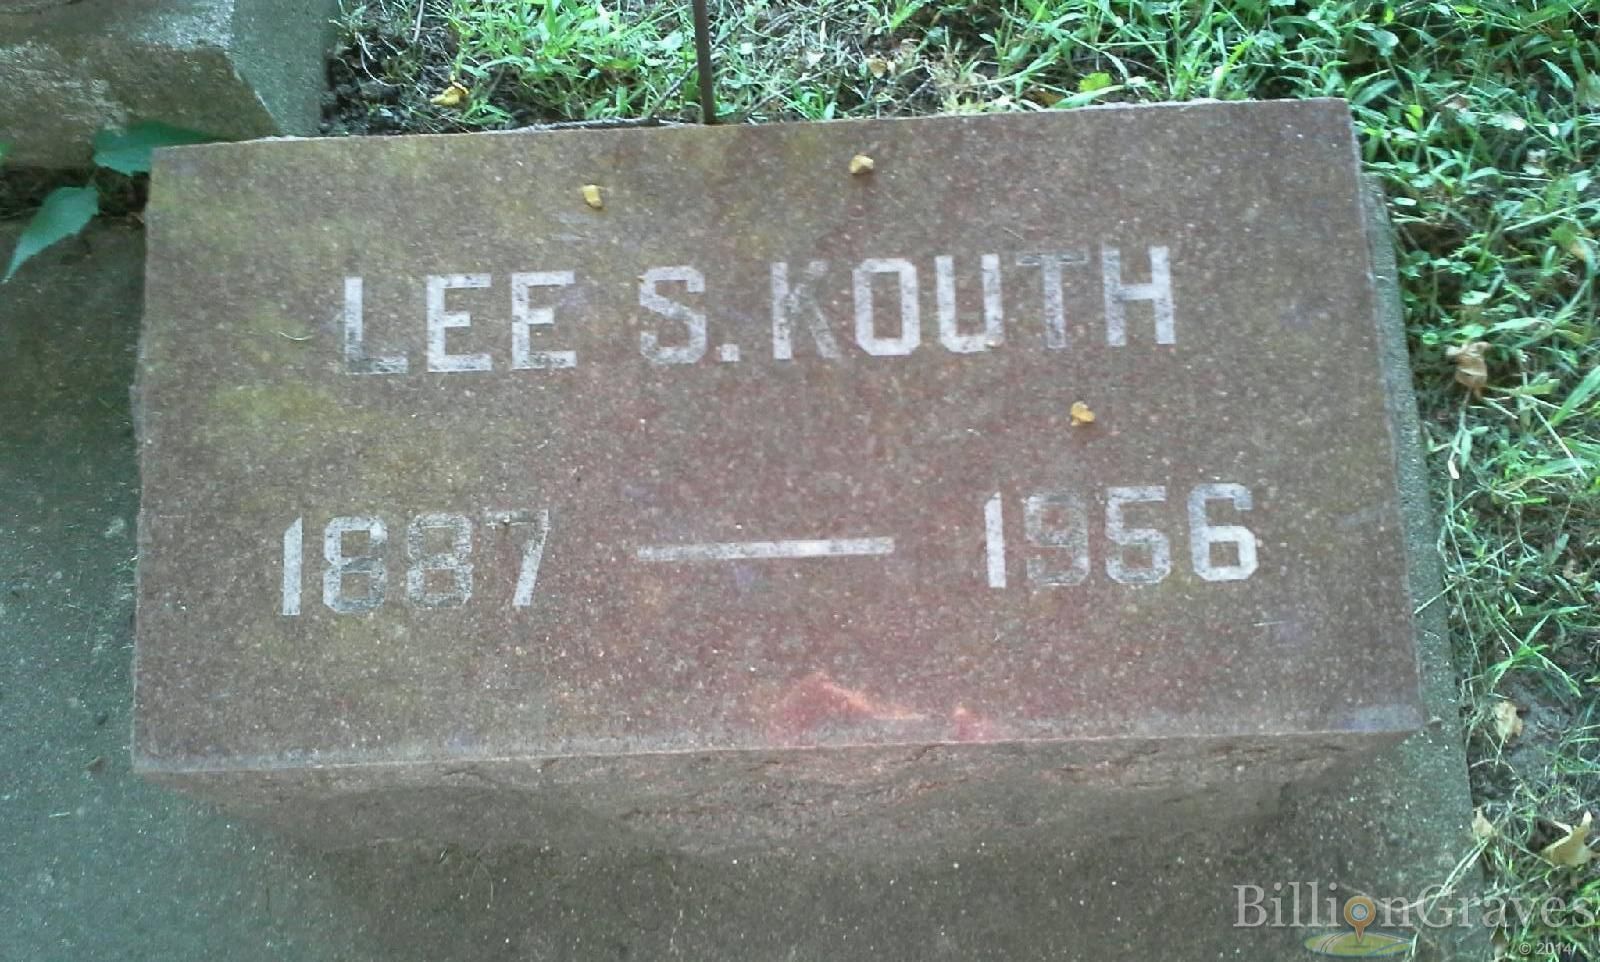 LEE S. KOUTH
1887 — 1956
BillionGraves
© 2014